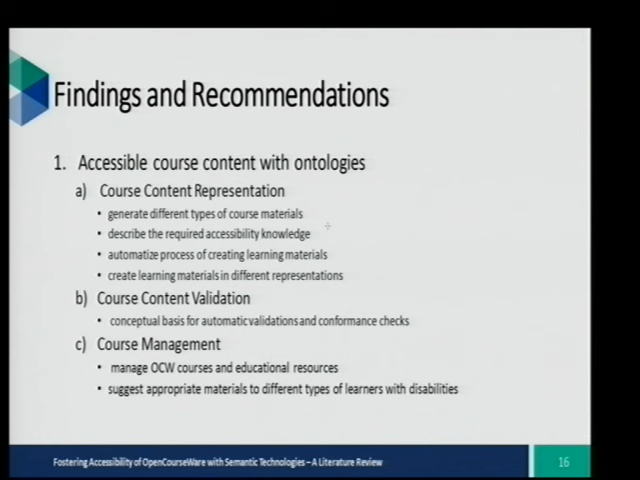 Findings and Recommendations
1. Accessible course content with ontologies
a) Course Content Representation
• generate different types of course materials
• describe the required accessibility knowledge
• automatize process of creating learning materials
• create learning materials in different representations
b) Course Content Validation
• conceptual basis for automatic validations and conformance checks
c) Course Management
• manage OCW courses and educational resources
• suggest appropriate materials to different types of learners with disabilities
Fostering Accessibility of OpenCourseWare with Semantic Technologies – A Literature Review
16